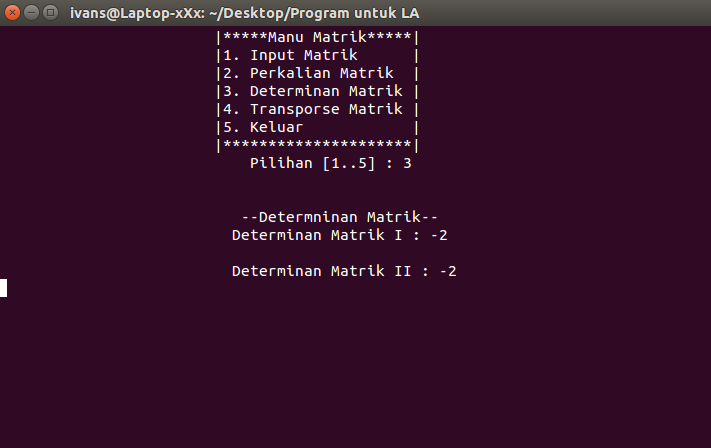 ivans@Laptop-xXx: ~/Desktop/Program untuk LA
|*****Manu Matrik*****|
|1. Input Matrik      |
|2. Perkalian Matrik  |
|3. Determinan Matrik |
|4. Transporse Matrik |
|5. Keluar            |
|*********************|
Pilihan [1..5] : 3
--Determninan Matrik--
Determinan Matrik I : -2
Determinan Matrik II : -2